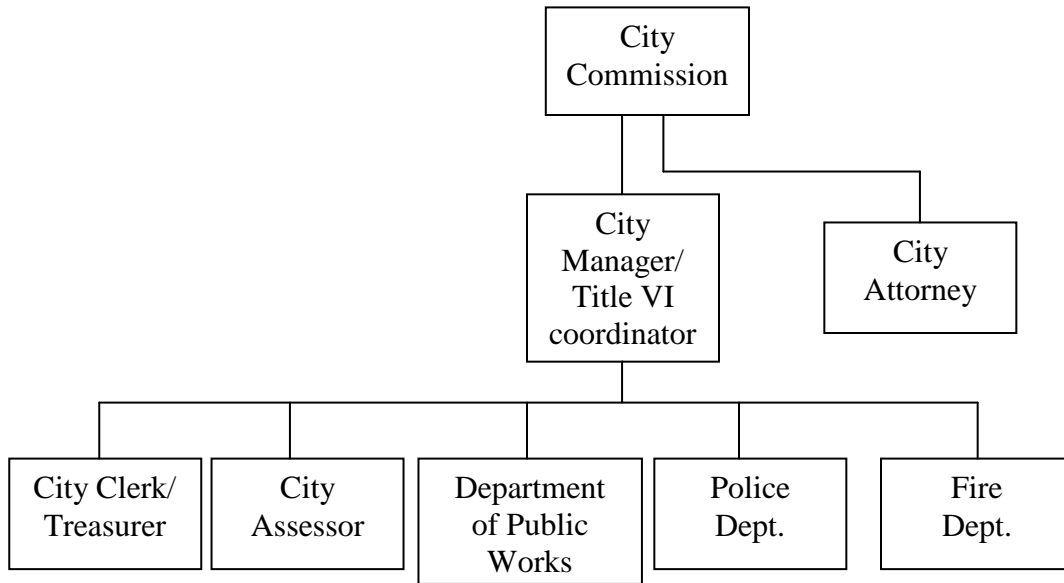 City
Commission
City
Manager/
Title VI
coordinator
City
Attorney
City Clerk/
Treasurer
City
Assessor
Department
of Public
Works
Police
Dept.
Fire
Dept.